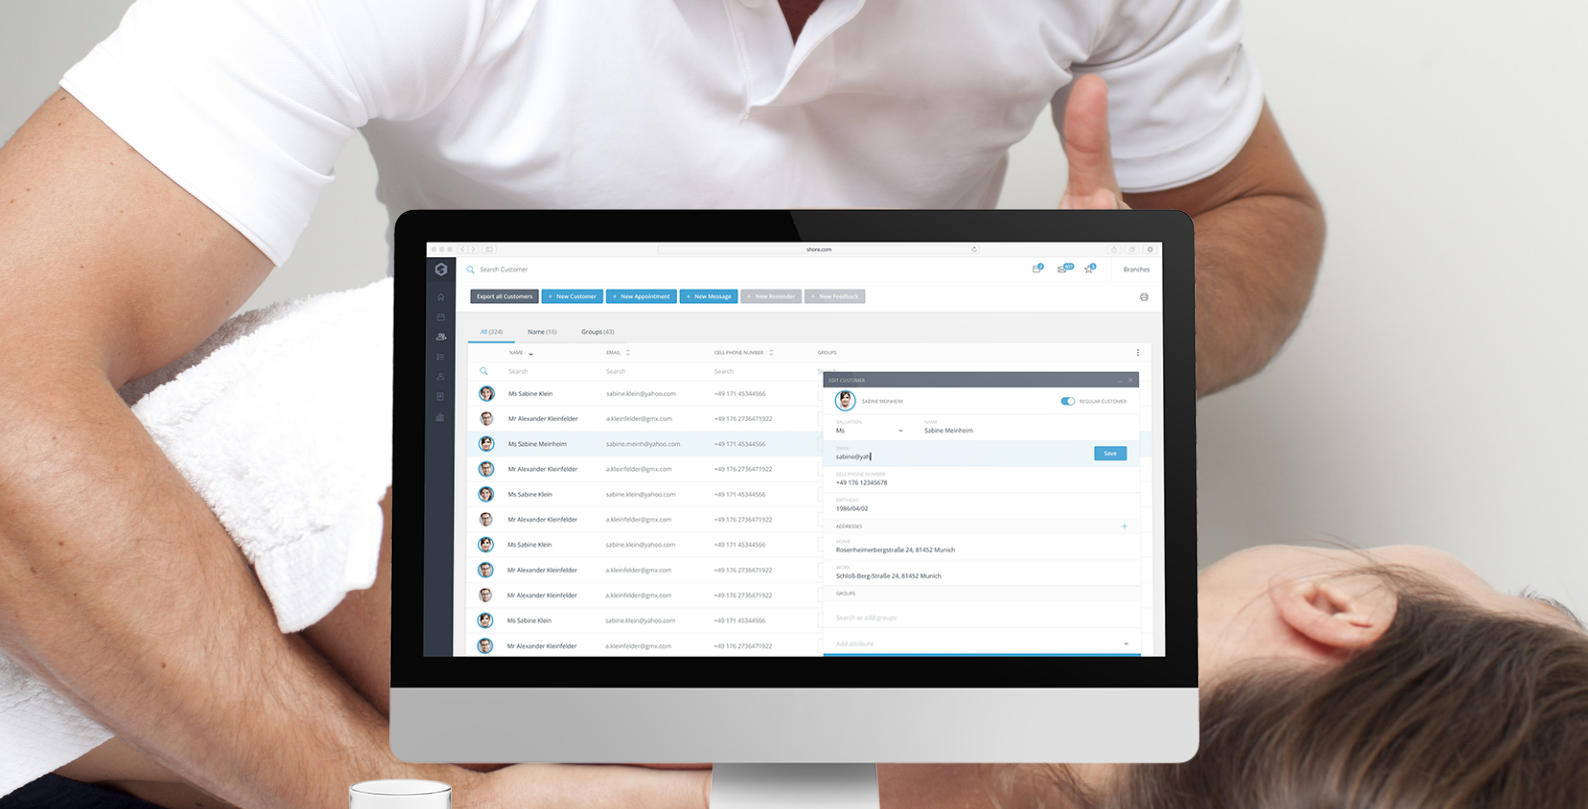 shore.com
Search Customer
Branches
Export all Customers + New Customer + New Appointment + New Message + New Reminder + New Feedback
All (324) Name (16) Groups (43)
NAME EMAIL CELL PHONE NUMBER GROUPS
Search Search Search
Ms Sabine Klein sabine.klein@yahoo.com +49 171 45344566
Mr Alexander Kleinfelder a.kleinfelder@gmx.com +49 176 2736471922
Ms Sabine Meinheim sabine.meinh@yahoo.com +49 171 45344566
Mr Alexander Kleinfelder a.kleinfelder@gmx.com +49 176 2736471922
Ms Sabine Klein sabine.klein@yahoo.com +49 171 45344566
Mr Alexander Kleinfelder a.kleinfelder@gmx.com +49 176 2736471922
Ms Sabine Klein sabine.klein@yahoo.com +49 171 45344566
Mr Alexander Kleinfelder a.kleinfelder@gmx.com +49 176 2736471922
Mr Alexander Kleinfelder a.kleinfelder@gmx.com +49 176 2736471922
Ms Sabine Klein sabine.klein@yahoo.com +49 171 45344566
Mr Alexander Kleinfelder a.kleinfelder@gmx.com +49 176 2736471922
EDIT CUSTOMER
SABINE MEINHEIM REGULAR CUSTOMER
SALUATION NAME
Ms Sabine Meinheim
EMAIL
sabine@yah
Save
CELL PHONE NUMBER
+49 176 12345678
BIRTHDAY
1986/04/02
ADDRESSES +
HOME
Rosenheimerbergstraße 24, 81452 Munich
WORK
Schloß-Berg-Straße 24, 81452 Munich
GROUPS
Search or add groups
Add attribute